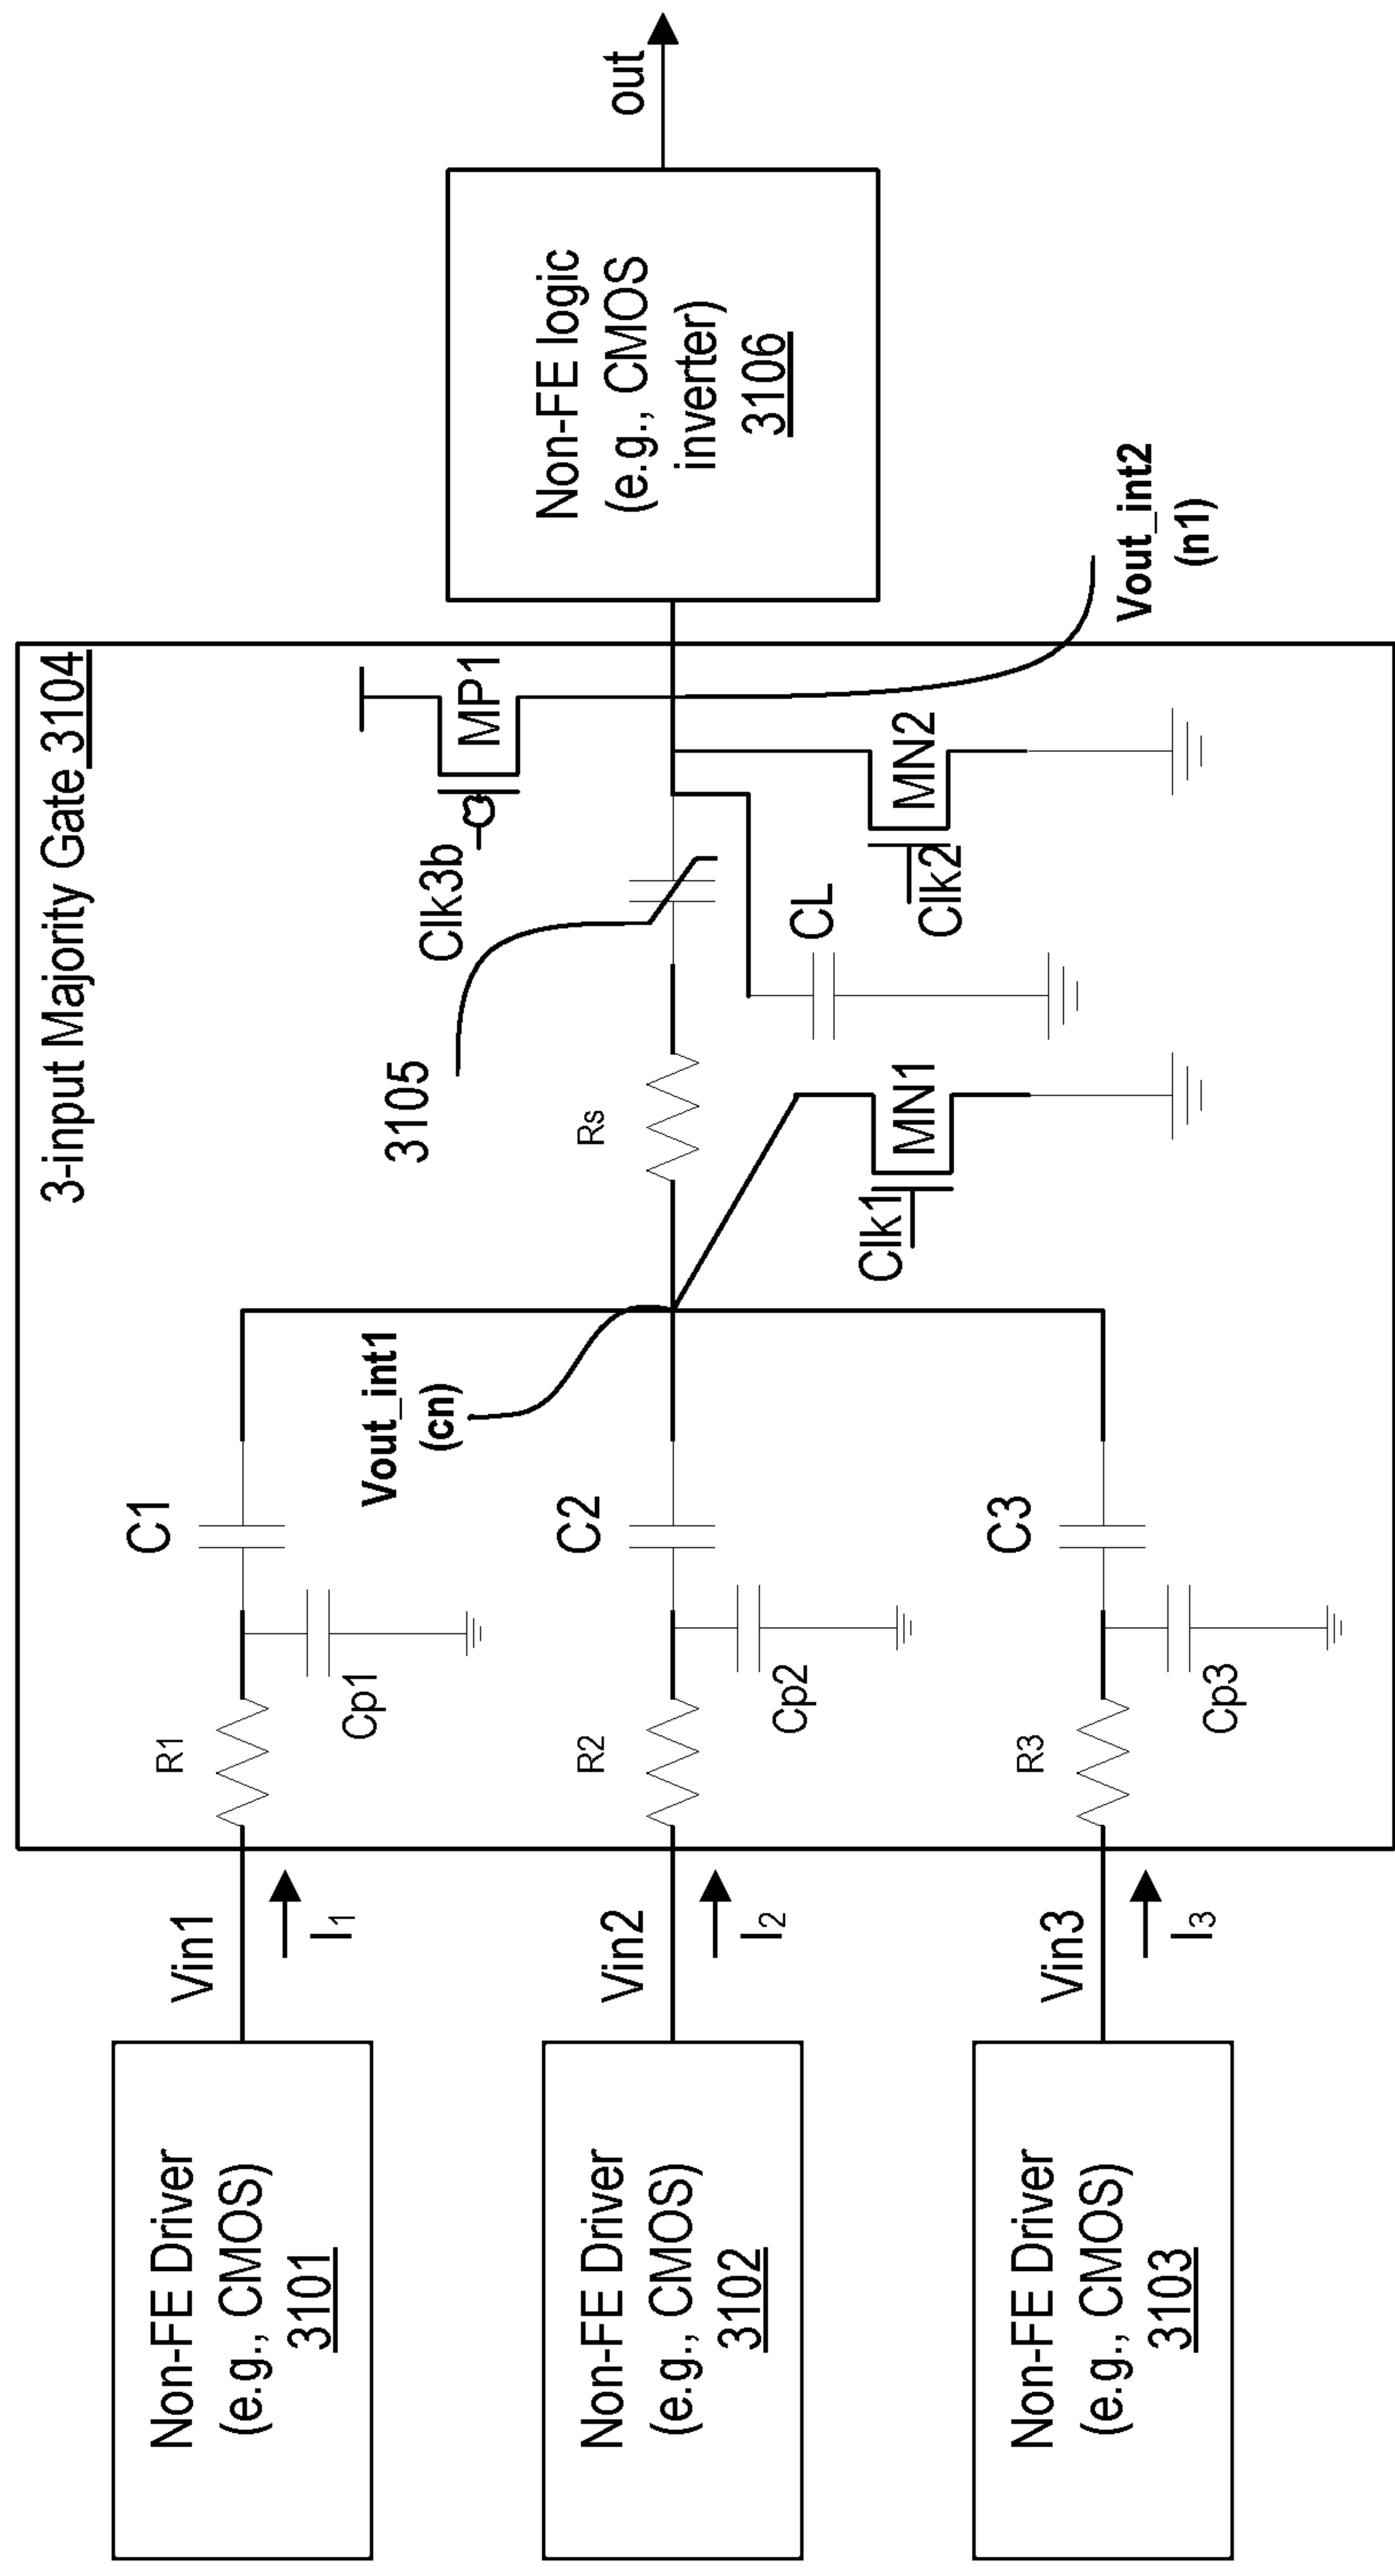 3-input Majority Gate 3104
Non-FE Driver
(e.g., CMOS)
3101
Vin1
I1
R1
Cp1
C1
Non-FE Driver
(e.g., CMOS)
3102
Vin2
I2
R2
Cp2
C2
Non-FE Driver
(e.g., CMOS)
3103
Vin3
I3
R3
Cp3
C3
Vout_int1
(cn)
Rs
3105
Clk1
MN1
CL
Clk3b
MP1
Clk2
MN2
Vout_int2
(n1)
Non-FE logic
(e.g., CMOS
inverter)
3106
out